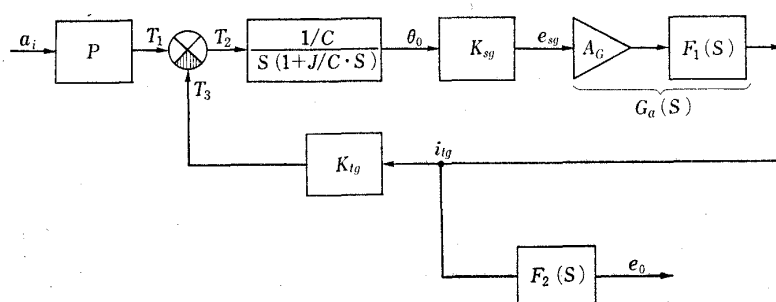 a_i
P
T_1
T_2
T_3
1/C
S(1+J/C·S)
θ_0
K_sg
e_sg
A_G
F_1(S)
G_a(S)
K_tg
i_tg
F_2(S)
e_0